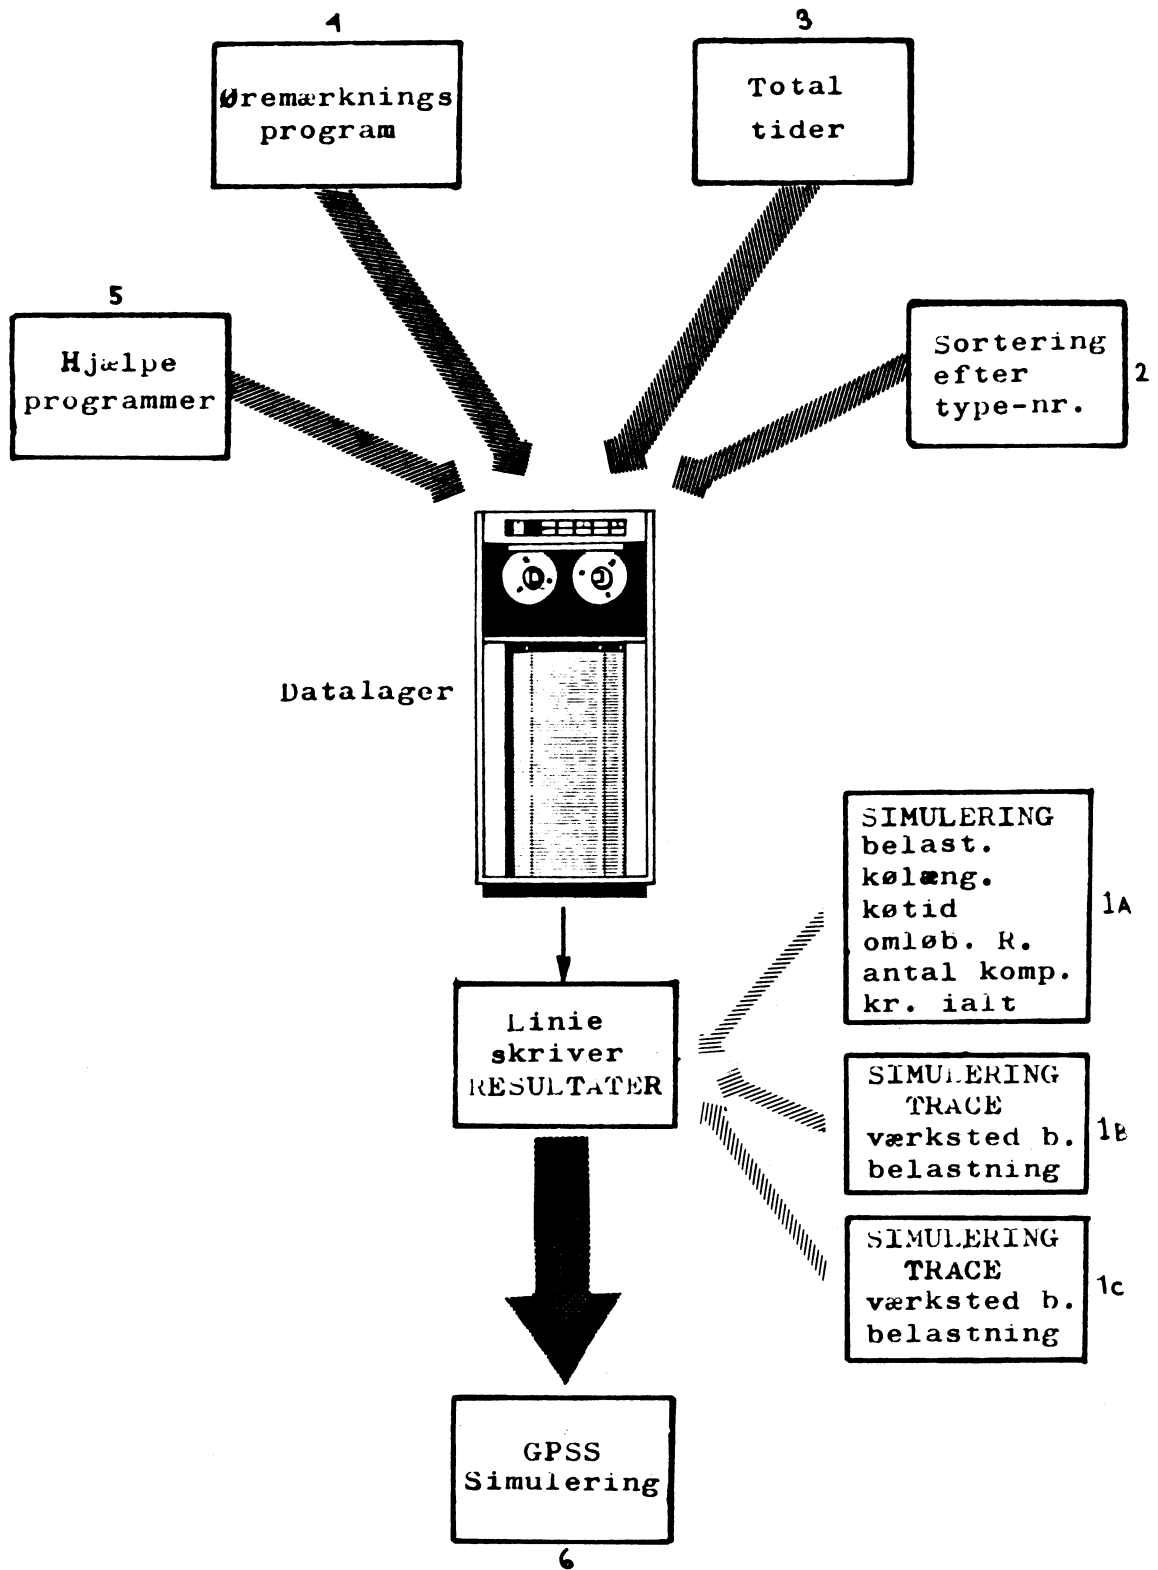 1
Øremærknings
program
3
Total
tider
5
Hjælpe
programmer
Sortering
efter
type-nr.
2
Datalager
SIMULERING
belast.
kølæng.
køtid
omløb. R.
antal komp.
kr. ialt
1A
Linie
skriver
RESULTATER
SIMULERING
TRACE
værksted b.
belastning
1B
SIMULERING
TRACE
værksted b.
belastning
1C
GPSS
Simulering
6